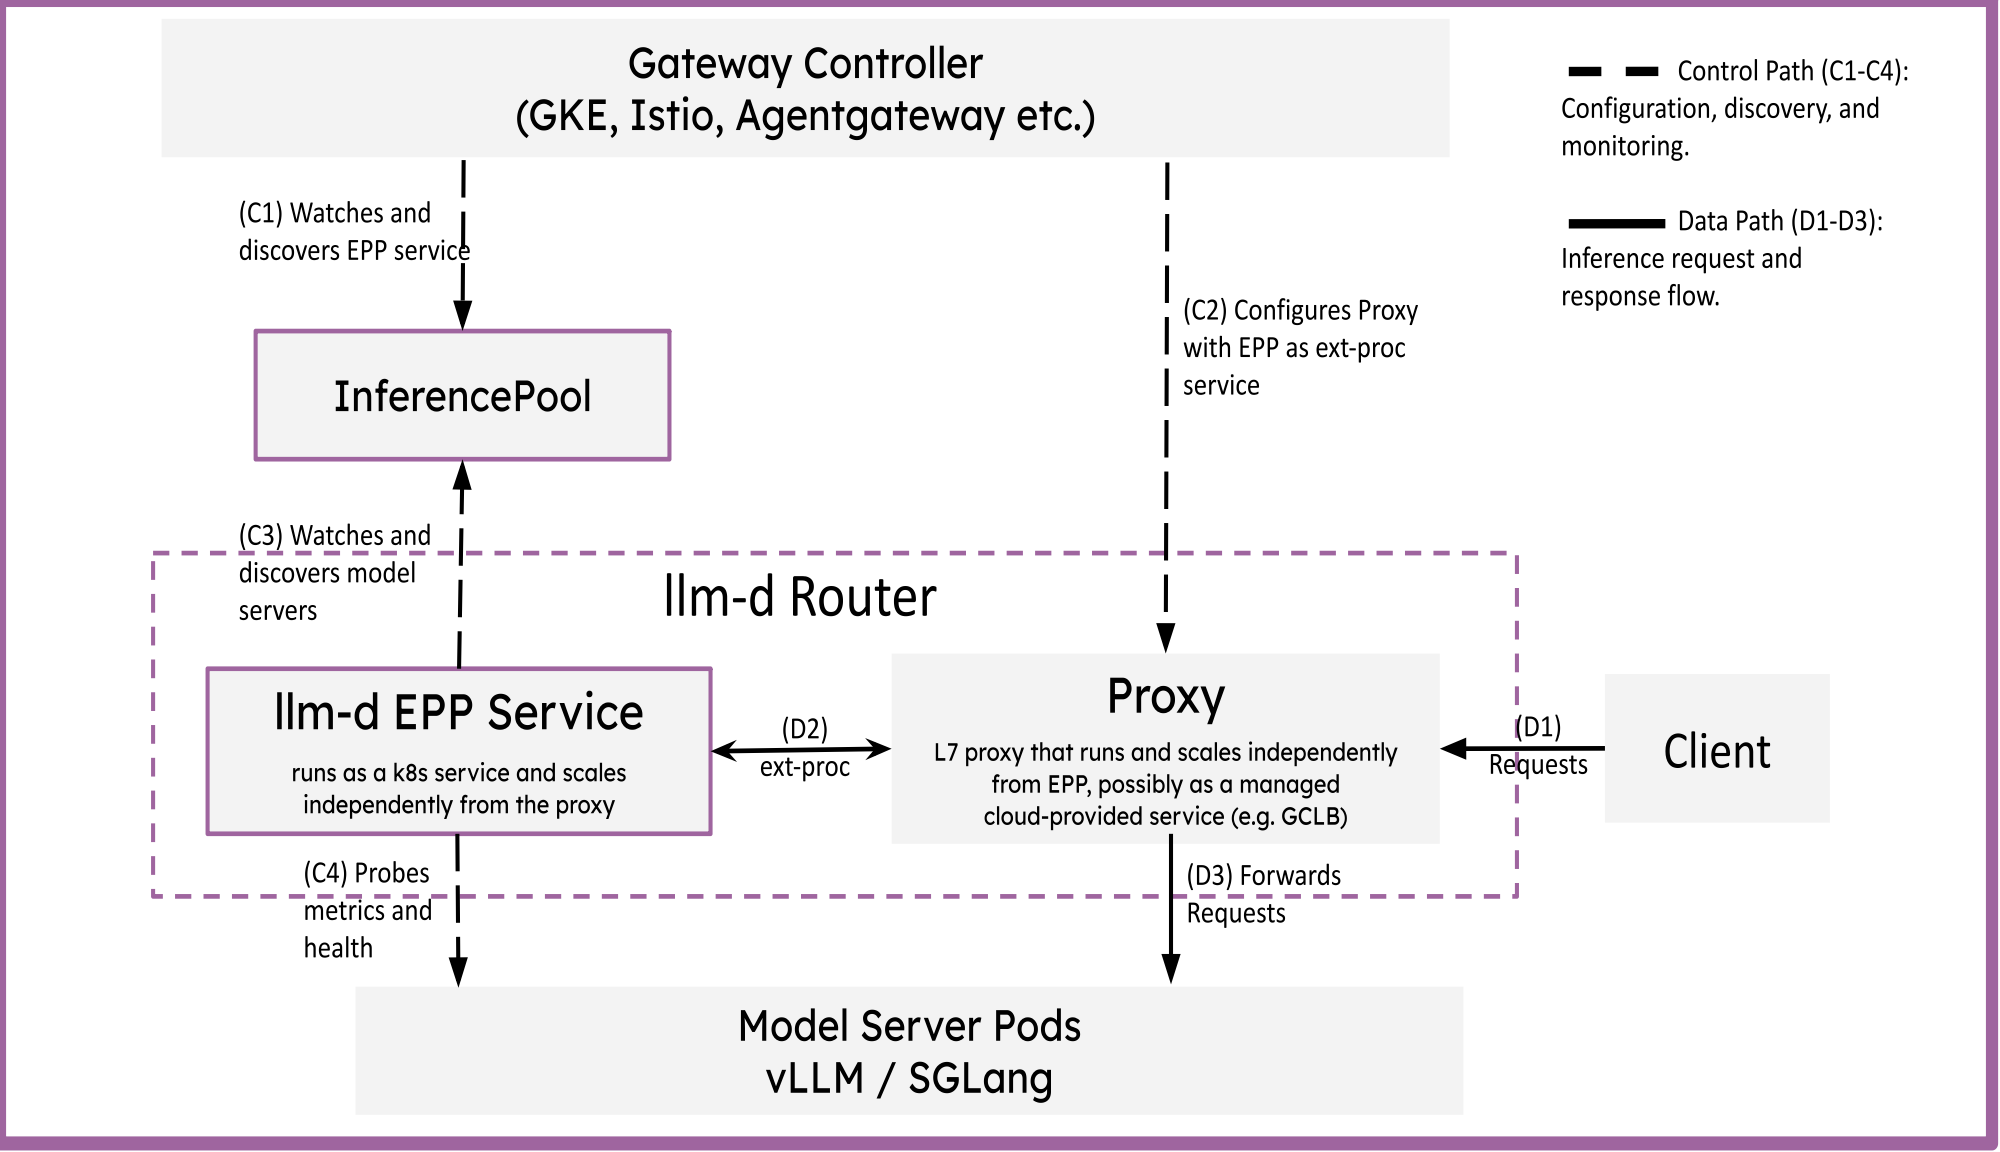 Gateway Controller
(GKE, Istio, Agentgateway etc.)
Control Path (C1-C4):
Configuration, discovery, and
monitoring.
Data Path (D1-D3):
Inference request and
response flow.
(C1) Watches and
discovers EPP service
(C2) Configures Proxy
with EPP as ext-proc
service
InferencePool
(C3) Watches and
discovers model
servers
llm-d Router
llm-d EPP Service
runs as a k8s service and scales
independently from the proxy
(D2)
ext-proc
Proxy
L7 proxy that runs and scales independently
from EPP, possibly as a managed
cloud-provided service (e.g. GCLB)
(D1)
Requests
Client
(C4) Probes
metrics and
health
(D3) Forwards
Requests
Model Server Pods
vLLM / SGLang